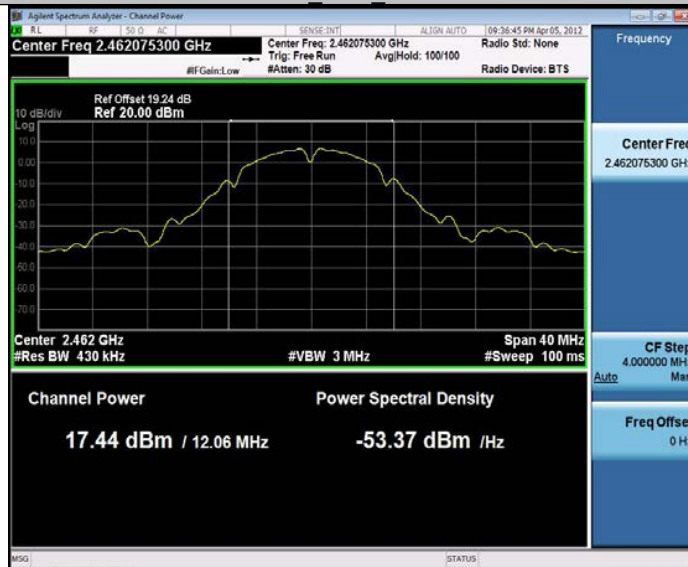 Agilent Spectrum Analyzer - Channel Power
RL RF 50 Ω AC SENSE:INT ALIGN AUTO 09:36:45 PM Apr 05, 2012
Center Freq 2.462075300 GHz Center Freq: 2.462075300 GHz Radio Std: None
Trig: Free Run Avg|Hold: 100/100
#IFGain:Low #Atten: 30 dB Radio Device: BTS
Frequency
Ref Offset 19.24 dB
10 dB/div Ref 20.00 dBm
Log
10.0
0.00
-10.0
-20.0
-30.0
-40.0
-50.0
-60.0
-70.0
Center 2.462 GHz Span 40 MHz
#Res BW 430 kHz #VBW 3 MHz #Sweep 100 ms
Channel Power Power Spectral Density
17.44 dBm / 12.06 MHz -53.37 dBm /Hz
Center Freq
2.462075300 GHz
CF Step
4.000000 MHz
Auto Man
Freq Offset
0 Hz
MSG STATUS